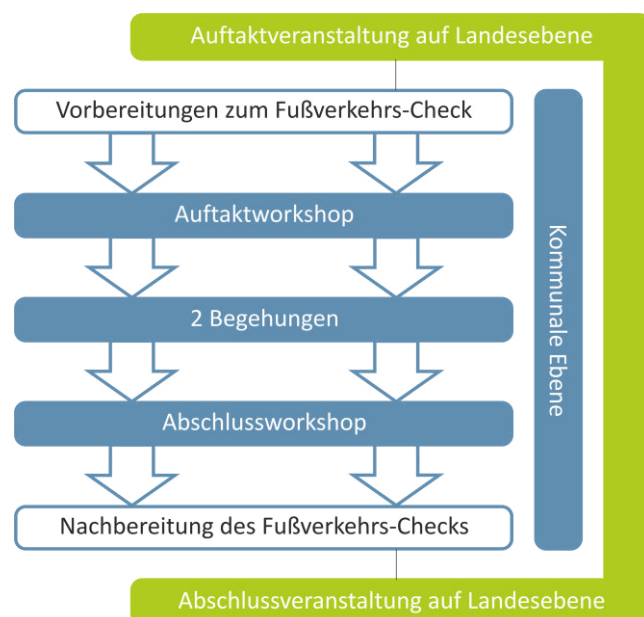 Auftaktveranstaltung auf Landesebene
Vorbereitungen zum Fußverkehrs-Check
Auftaktworkshop
2 Begehungen
Abschlussworkshop
Nachbereitung des Fußverkehrs-Checks
Kommunale Ebene
Abschlussveranstaltung auf Landesebene